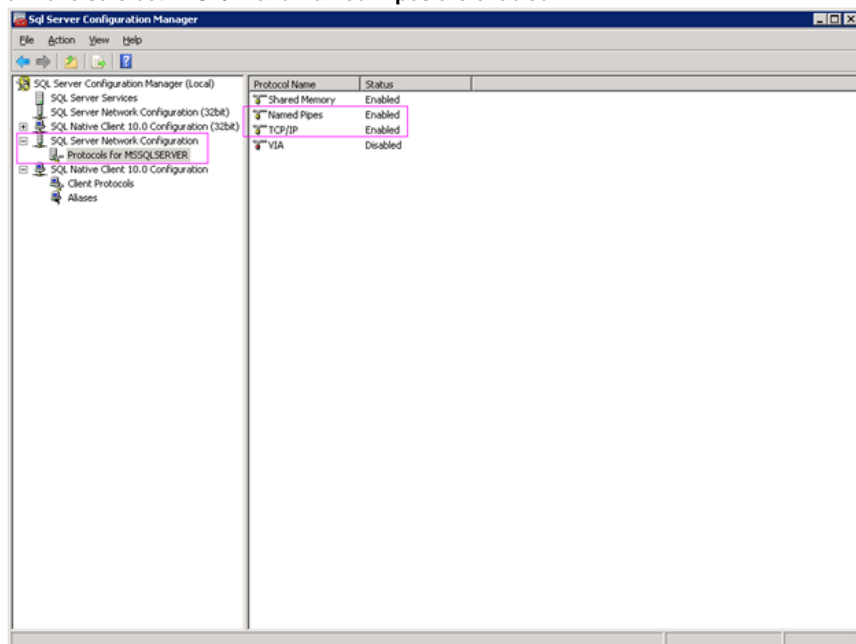 Sql Server Configuration Manager
File Action View Help
SQL Server Configuration Manager (Local)
SQL Server Services
SQL Server Network Configuration (32bit)
SQL Native Client 10.0 Configuration (32bit)
SQL Server Network Configuration
Protocols for MSSQLSERVER
SQL Native Client 10.0 Configuration
Client Protocols
Aliases
Protocol Name Status
Shared Memory Enabled
Named Pipes Enabled
TCP/IP Enabled
VIA Disabled